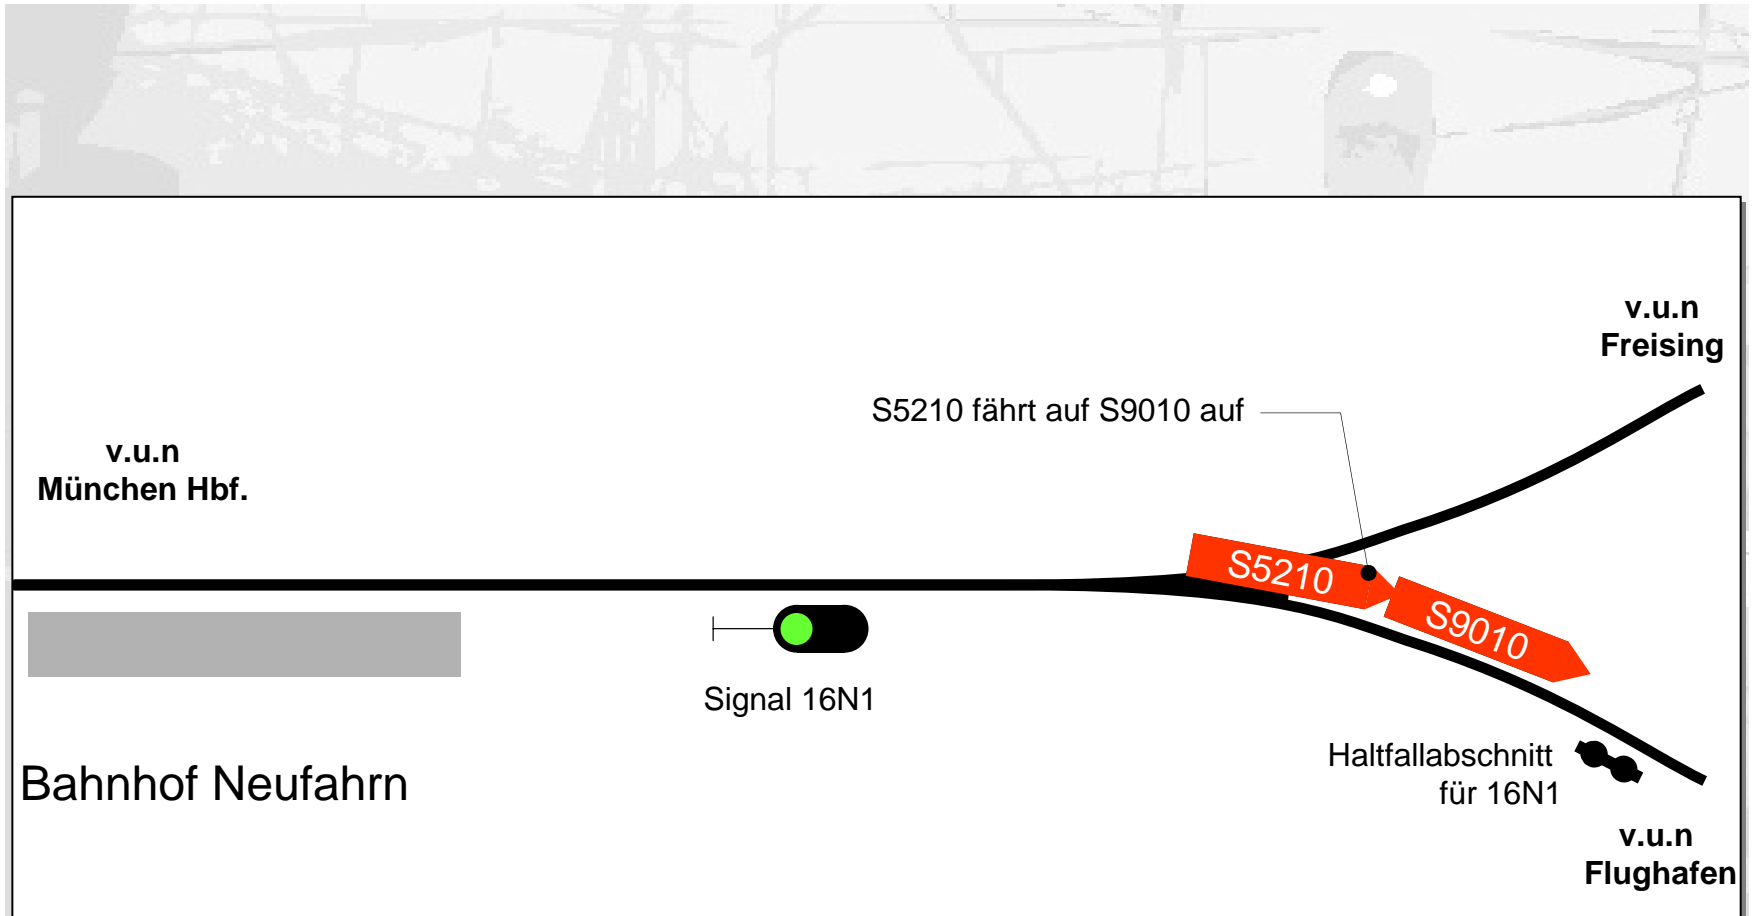 v.u.n
Freising
S5210 fährt auf S9010 auf
v.u.n
München Hbf.
S5210
S9010
Signal 16N1
Haltfallabschnitt
für 16N1
Bahnhof Neufahrn
v.u.n
Flughafen